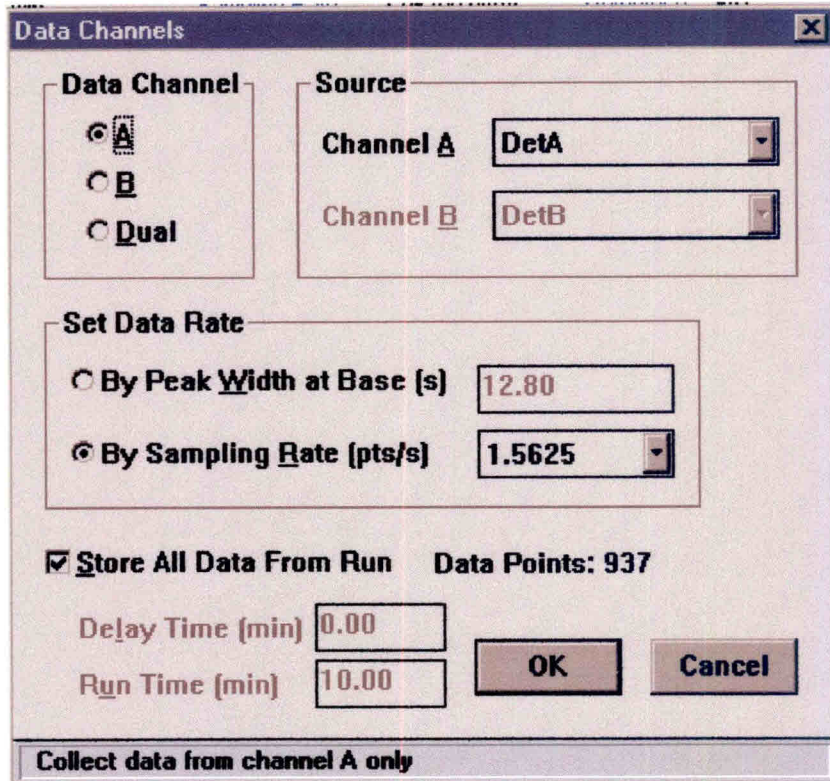 Data Channels
Data Channel
A
B
Dual
Source
Channel A DetA
Channel B DetB
Set Data Rate
By Peak Width at Base (s) 12.80
By Sampling Rate (pts/s) 1.5625
Store All Data From Run Data Points: 937
Delay Time (min) 0.00
Run Time (min) 10.00
OK Cancel
Collect data from channel A only